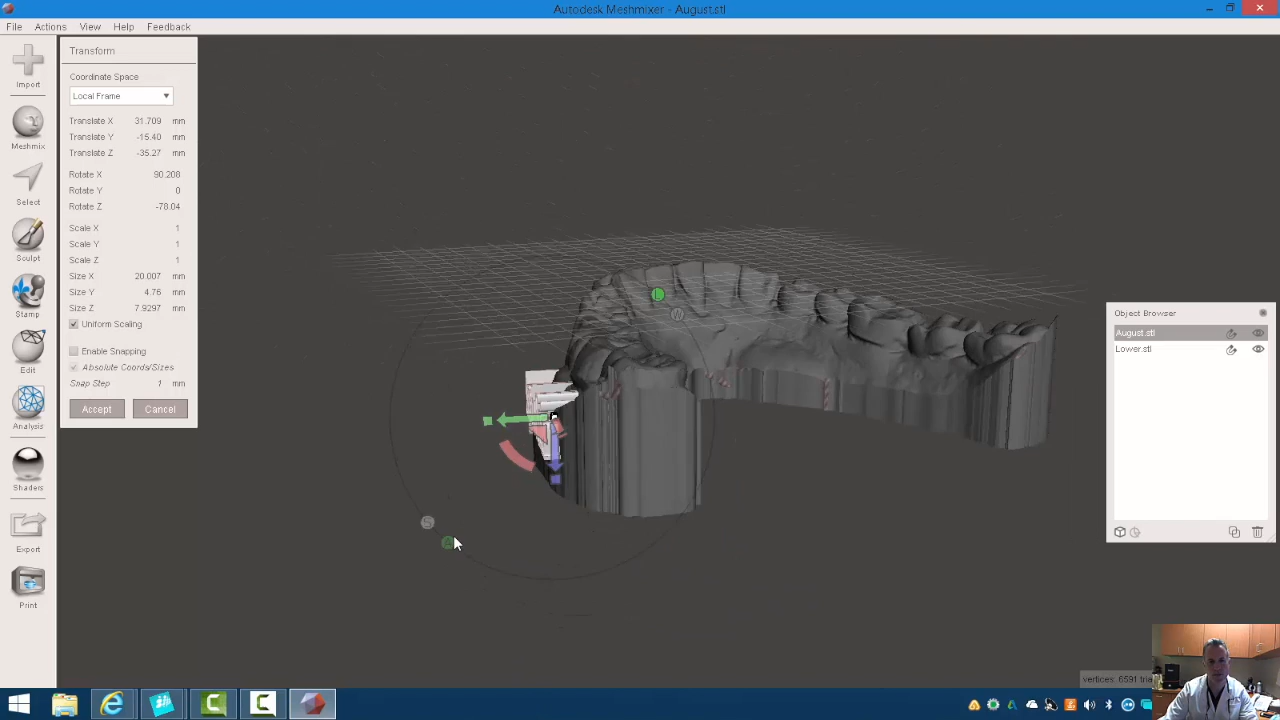 Autodesk Meshmixer - August.stl
File Actions View Help Feedback
Import
Meshmix
Select
Sculpt
Stamp
Edit
Analysis
Shaders
Export
Print
Transform
Coordinate Space
Local Frame
Translate X 31.709 mm
Translate Y -15.40 mm
Translate Z -35.27 mm
Rotate X 90.208
Rotate Y 0
Rotate Z -78.04
Scale X 1
Scale Y 1
Scale Z 1
Size X 20.007 mm
Size Y 4.76 mm
Size Z 7.9297 mm
Uniform Scaling
Enable Snapping
Absolute Coords/Sizes
Snap Step 1 mm
Accept Cancel
L
W
S
Object Browser
August.stl
Lower.stl
vertices: 6591 tria